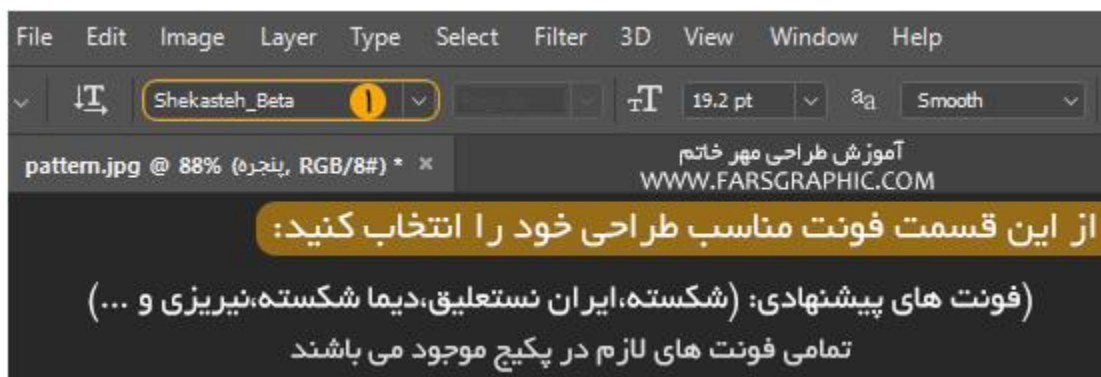 File Edit Image Layer Type Select Filter 3D View Window Help
Shekasteh_Beta ۱ 19.2 pt Smooth
pattern.jpg @ 88% (پنجره, RGB/8#) * ×
آموزش طراحی مهر خاتم
WWW.FARSGRAPHIC.COM
از این قسمت فونت مناسب طراحی خود را انتخاب کنید:
(فونت های پیشنهادی: (شکسته،ایران نستعلیق،دیما شکسته،نیریزی و ...)
تمامی فونت های لازم در پکیج موجود می باشند